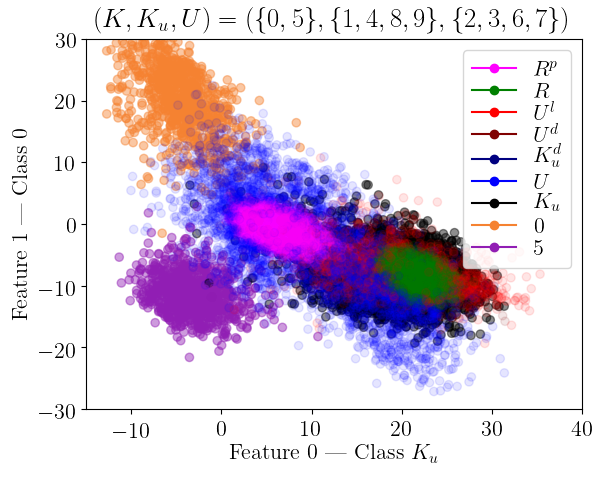 (K, K_u, U) = ({0, 5}, {1, 4, 8, 9}, {2, 3, 6, 7})
30
20
10
0
−10
−20
−30
−10
0
10
20
30
40
Feature 1 — Class 0
Feature 0 — Class K_u
R^p
R
U^l
U^d
K_u^d
U
K_u
0
5